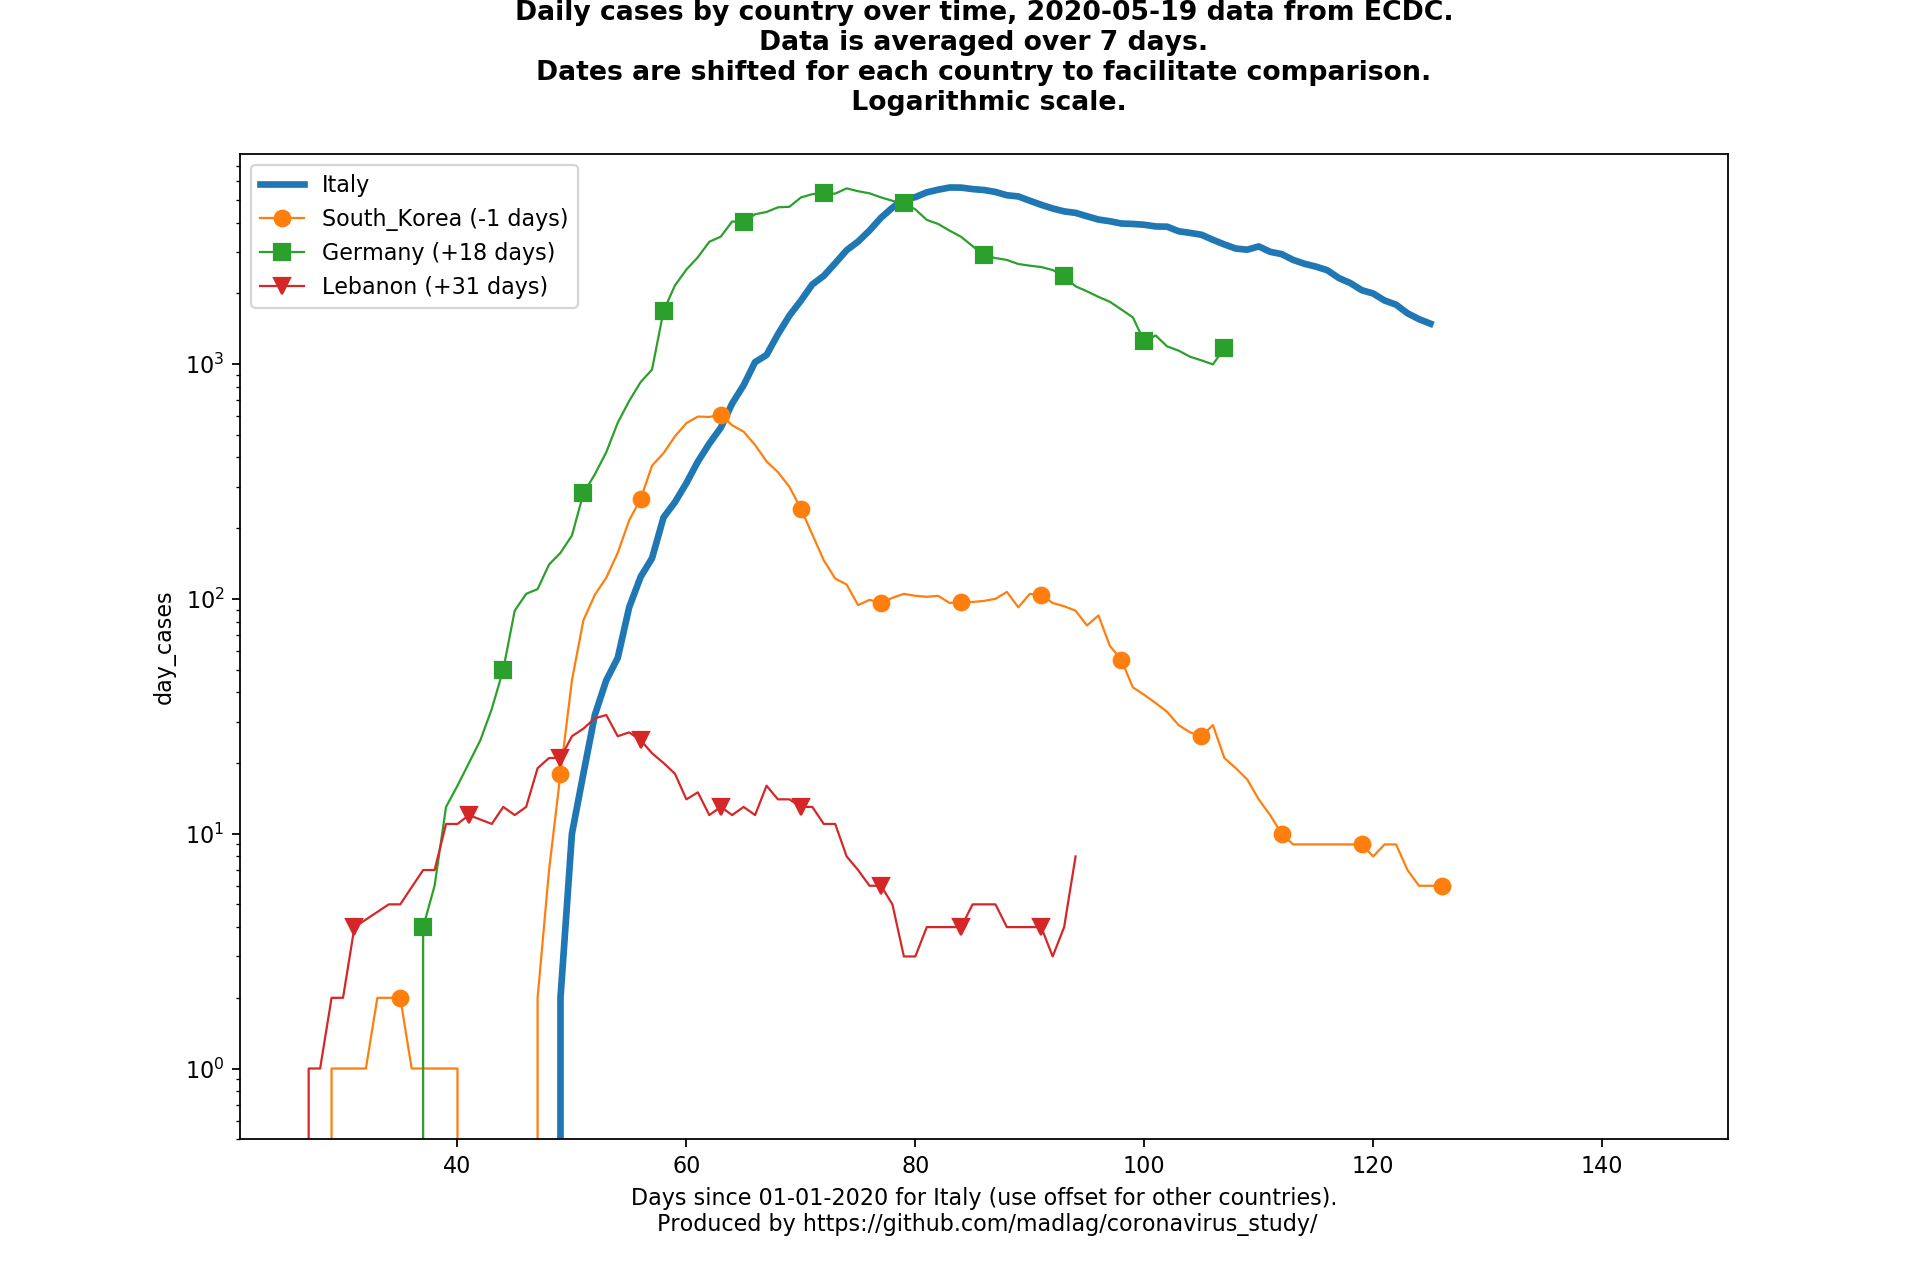 Daily cases by country over time, 2020-05-19 data from ECDC.
Data is averaged over 7 days.
Dates are shifted for each country to facilitate comparison.
Logarithmic scale.
Italy
South_Korea (-1 days)
Germany (+18 days)
Lebanon (+31 days)
10³
10²
10¹
10⁰
day_cases
40 60 80 100 120 140
Days since 01-01-2020 for Italy (use offset for other countries).
Produced by https://github.com/madlag/coronavirus_study/